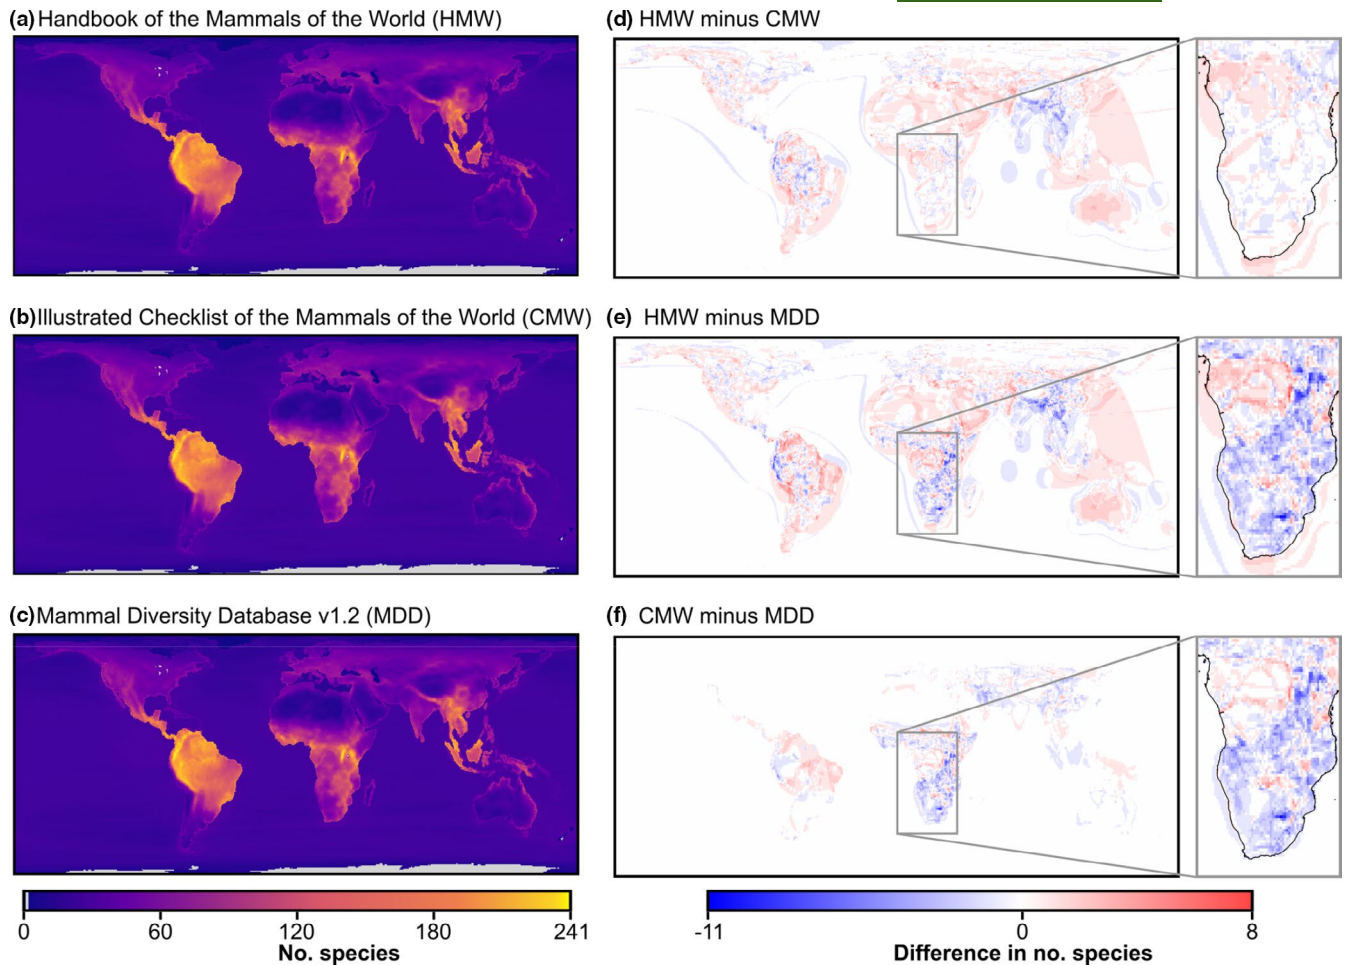 (a) Handbook of the Mammals of the World (HMW)
(d) HMW minus CMW
(b) Illustrated Checklist of the Mammals of the World (CMW)
(e) HMW minus MDD
(c) Mammal Diversity Database v1.2 (MDD)
(f) CMW minus MDD
0 60 120 180 241
No. species
-11 0 8
Difference in no. species